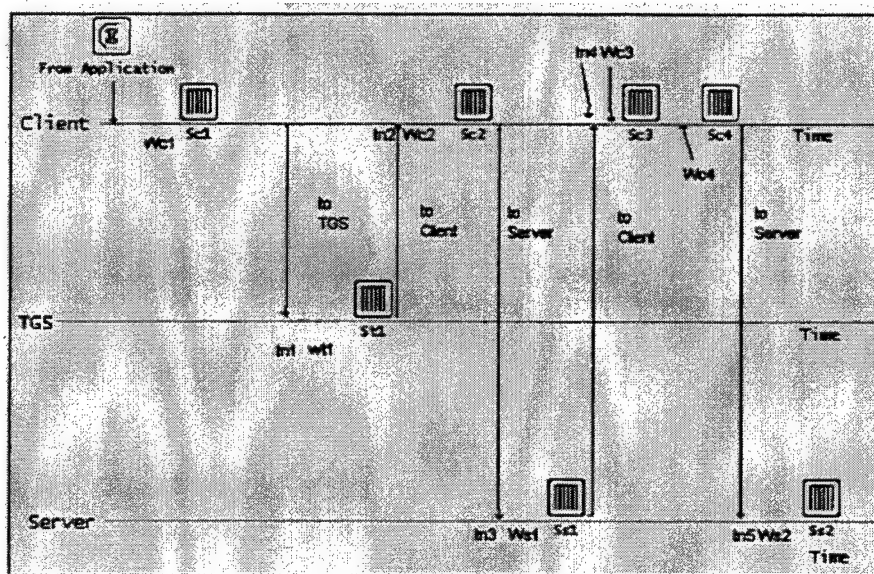 From Application
In4 Wc3
Client
Wc1
Sc1
In2 Wc2
Sc2
Sc3
Sc4
Time
Wc4
to
TGS
to
Client
to
Server
to
Client
to
Server
TGS
St1
Time
In1 wt1
Server
In3 Ws1
Ss1
In5 Ws2
Ss2
Time